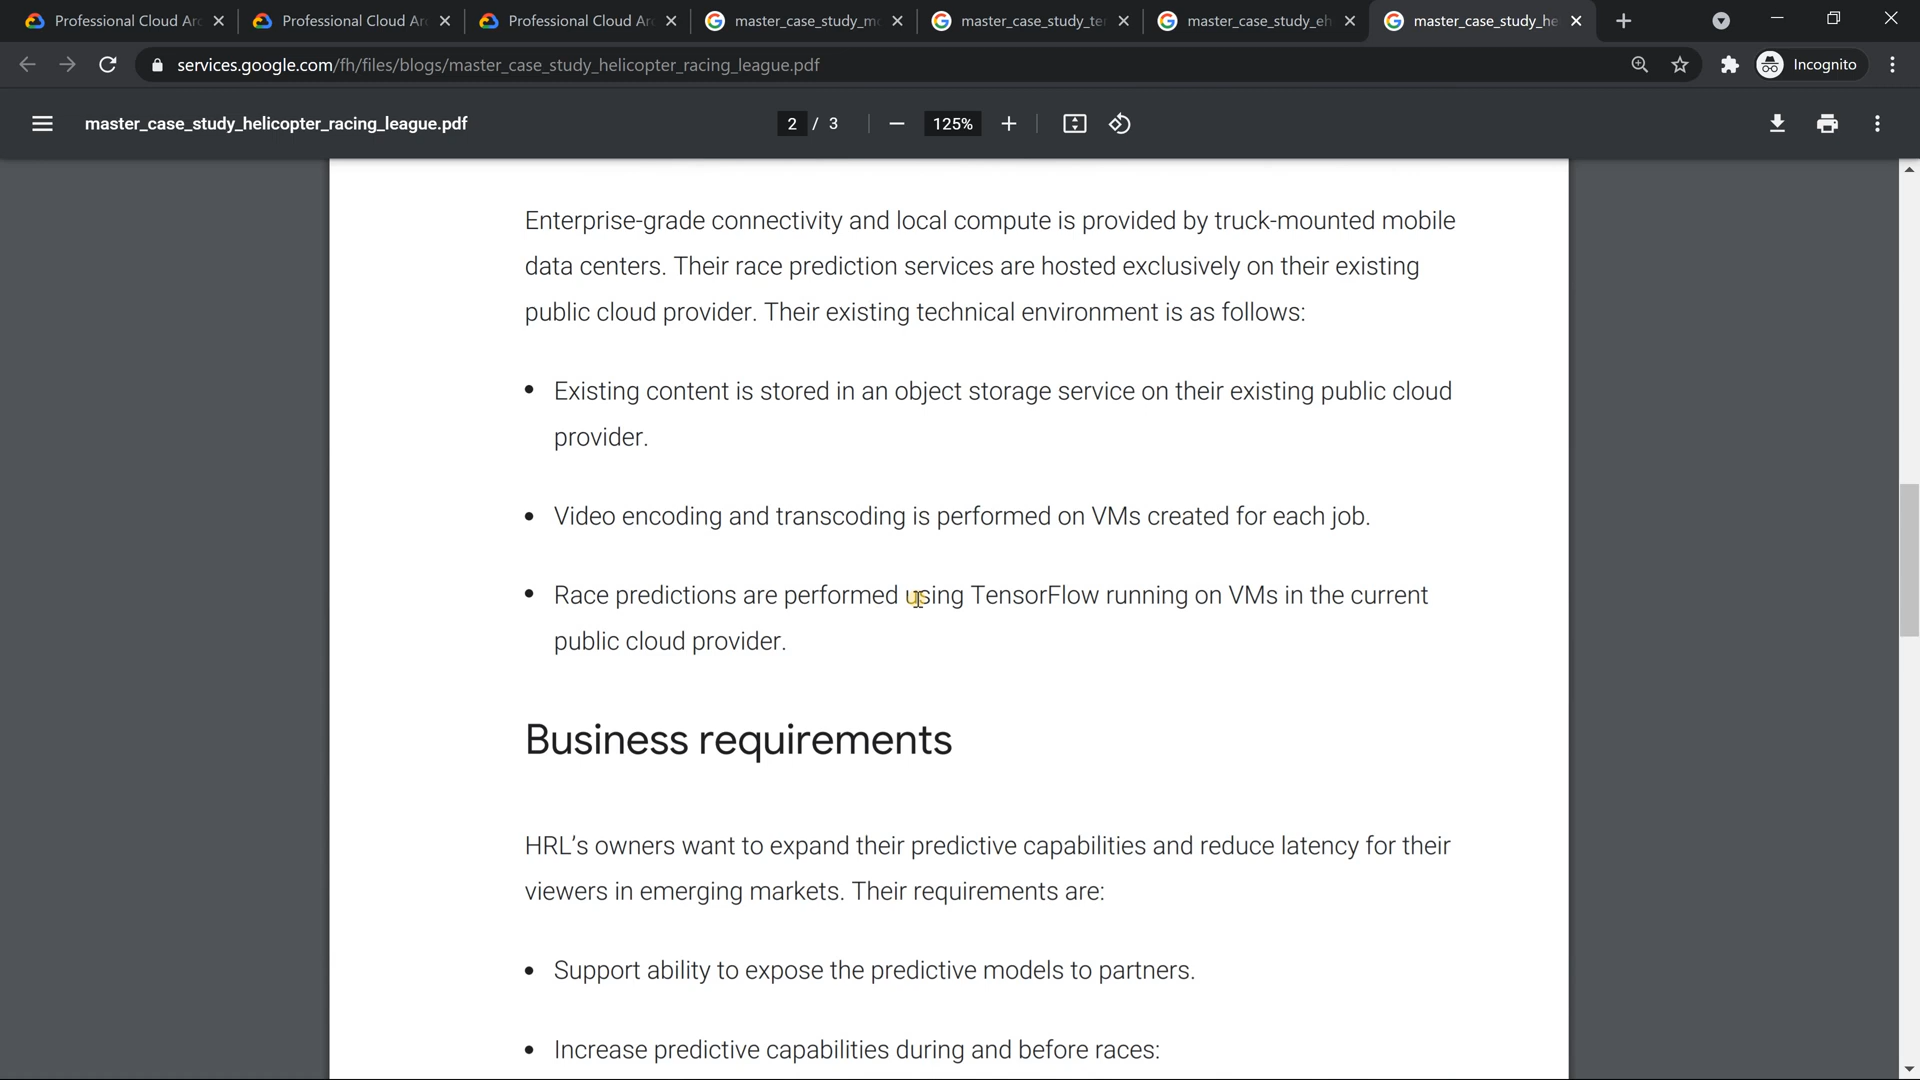 Professional Cloud Arc
Professional Cloud Arc
Professional Cloud Arc
master_case_study_m
master_case_study_te
master_case_study_eh
master_case_study_he
services.google.com/fh/files/blogs/master_case_study_helicopter_racing_league.pdf
Incognito
master_case_study_helicopter_racing_league.pdf
2 / 3
125%
Enterprise-grade connectivity and local compute is provided by truck-mounted mobile
data centers. Their race prediction services are hosted exclusively on their existing
public cloud provider. Their existing technical environment is as follows:
• Existing content is stored in an object storage service on their existing public cloud
provider.
• Video encoding and transcoding is performed on VMs created for each job.
• Race predictions are performed using TensorFlow running on VMs in the current
public cloud provider.
Business requirements
HRL’s owners want to expand their predictive capabilities and reduce latency for their
viewers in emerging markets. Their requirements are:
• Support ability to expose the predictive models to partners.
• Increase predictive capabilities during and before races: